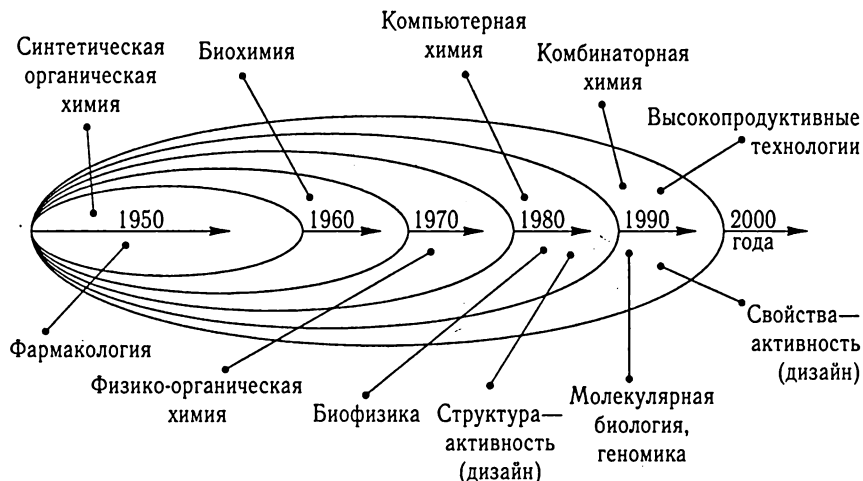 Синтетическая
органическая
химия
Биохимия
Компьютерная
химия
Комбинаторная
химия
Высокопродуктивные
технологии
1950
1960
1970
1980
1990
2000
года
Фармакология
Физико-органическая
химия
Биофизика
Структура—
активность
(дизайн)
Молекулярная
биология,
геномика
Свойства—
активность
(дизайн)